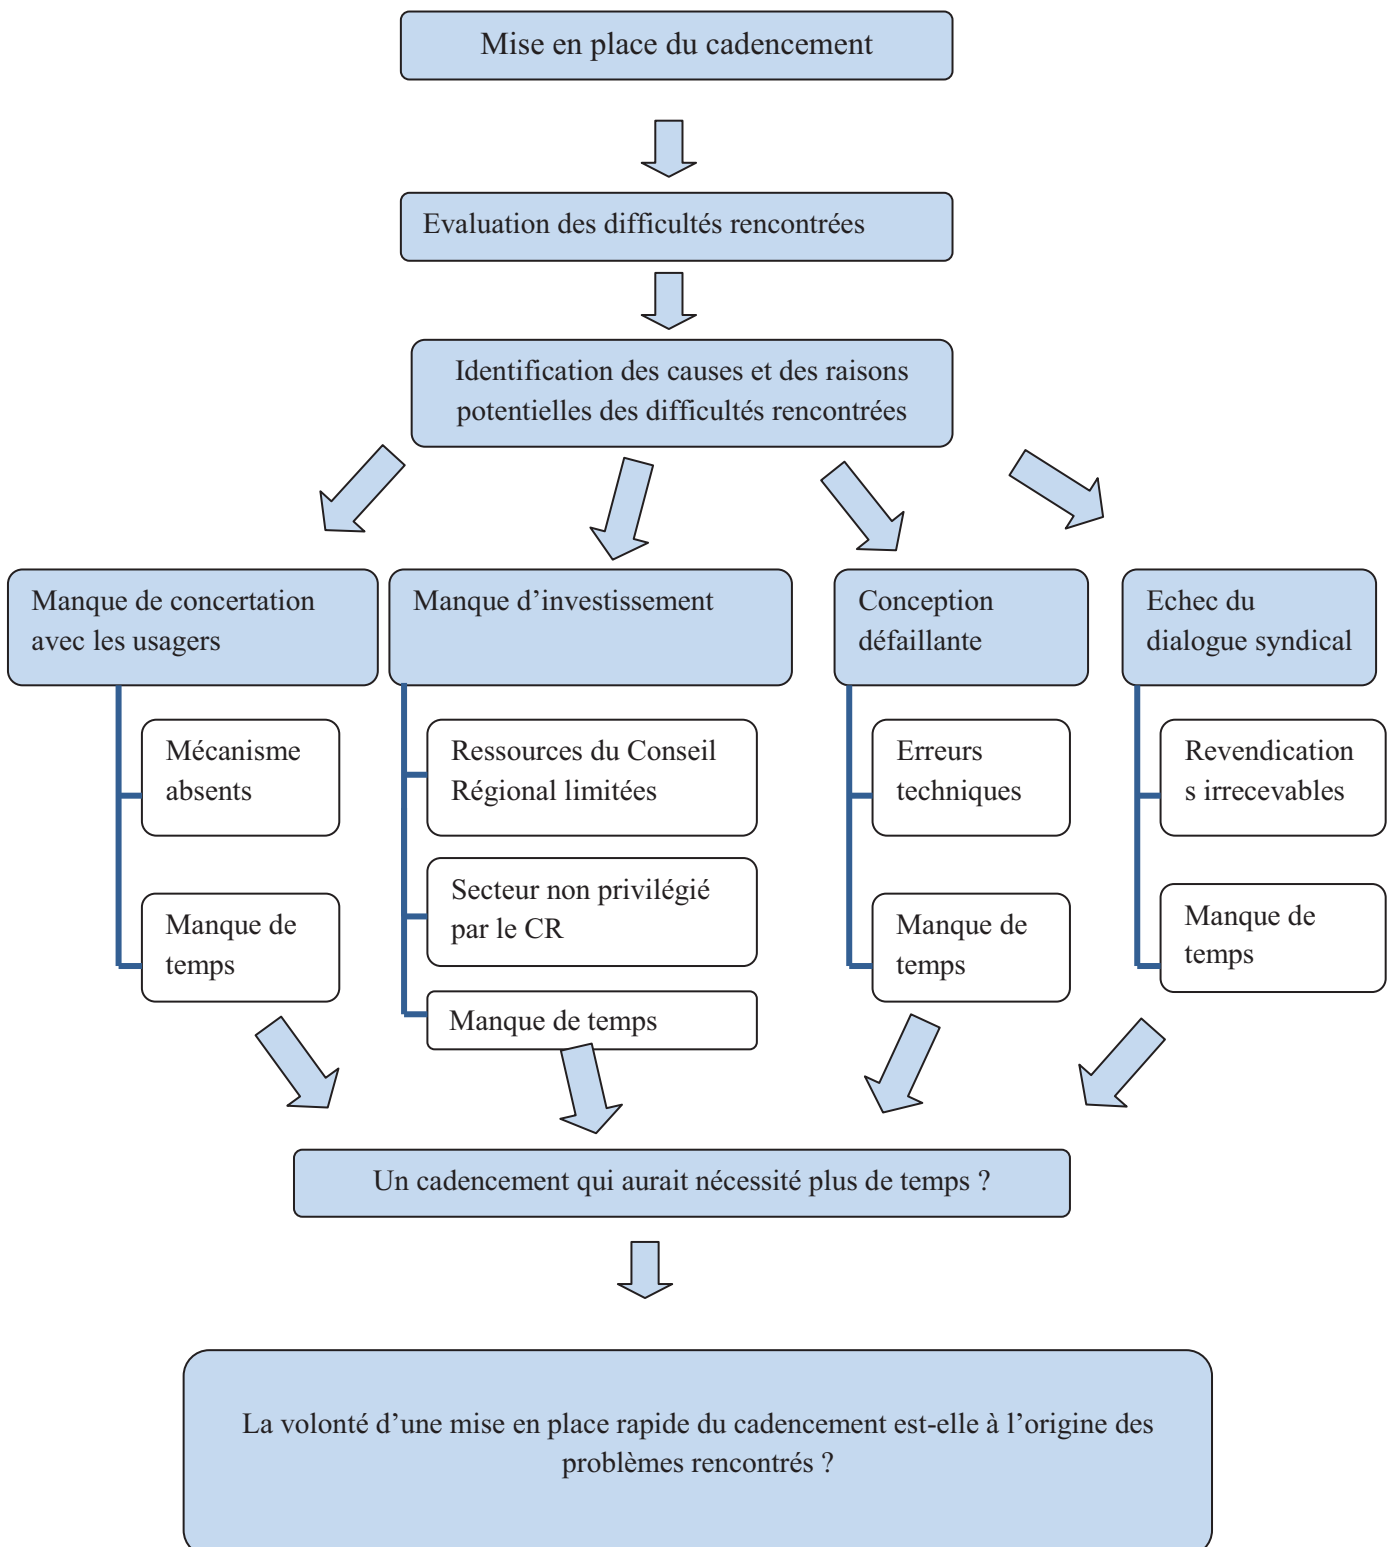 Mise en place du cadencement
Evaluation des difficultés rencontrées
Identification des causes et des raisons
potentielles des difficultés rencontrées
Manque de concertation
avec les usagers
Mécanisme
absents
Manque de
temps
Manque d’investissement
Ressources du Conseil
Régional limitées
Secteur non privilégié
par le CR
Manque de temps
Conception
défaillante
Erreurs
techniques
Manque de
temps
Echec du
dialogue syndical
Revendication
s irrecevables
Manque de
temps
Un cadencement qui aurait nécessité plus de temps ?
La volonté d’une mise en place rapide du cadencement est-elle à l’origine des
problèmes rencontrés ?